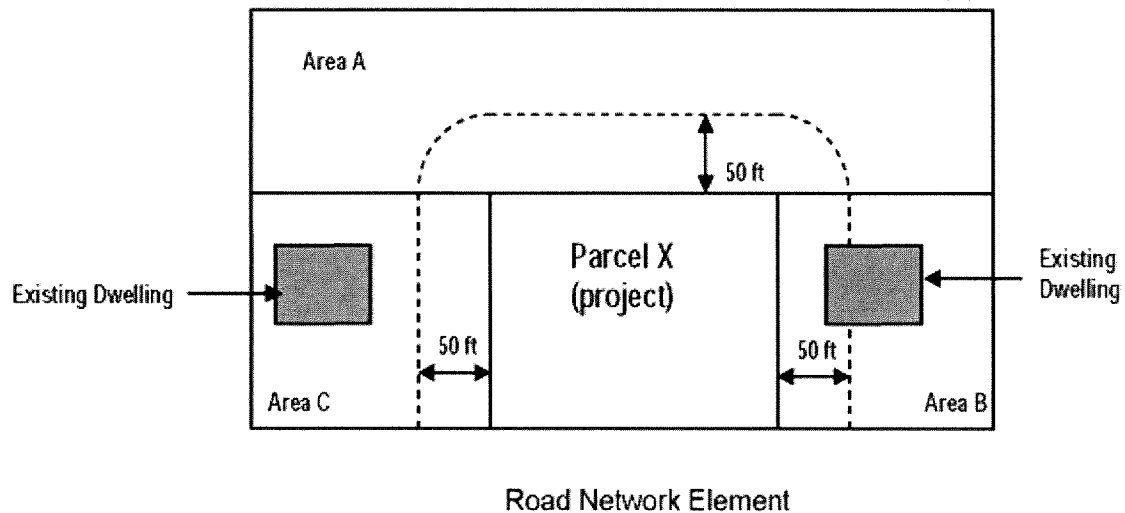 Area A
50 ft
Parcel X
(project)
Existing Dwelling
Existing
Dwelling
50 ft
50 ft
Area C
Area B
Road Network Element